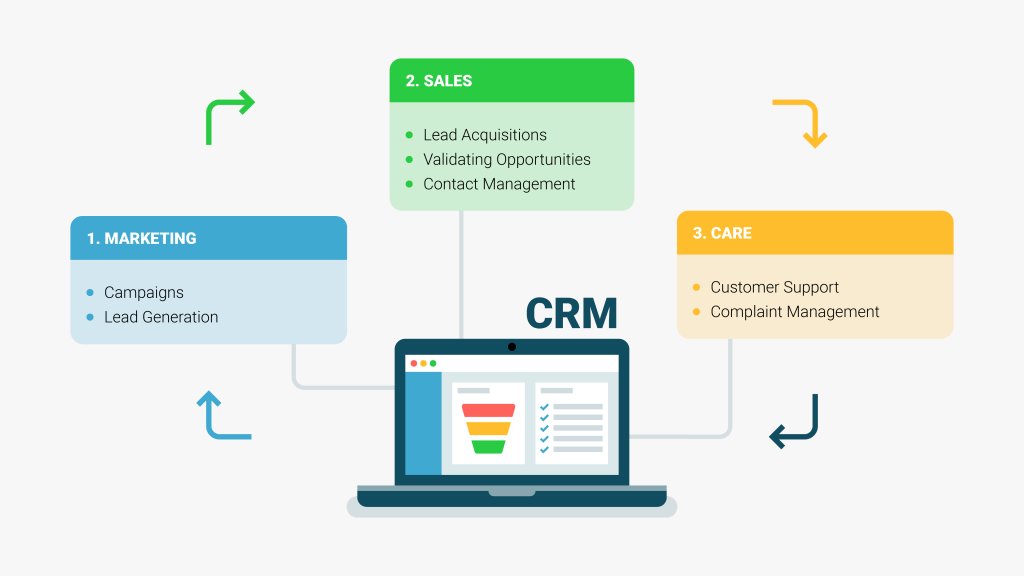 1. MARKETING
Campaigns
Lead Generation
2. SALES
Lead Acquisitions
Validating Opportunities
Contact Management
3. CARE
Customer Support
Complaint Management
CRM